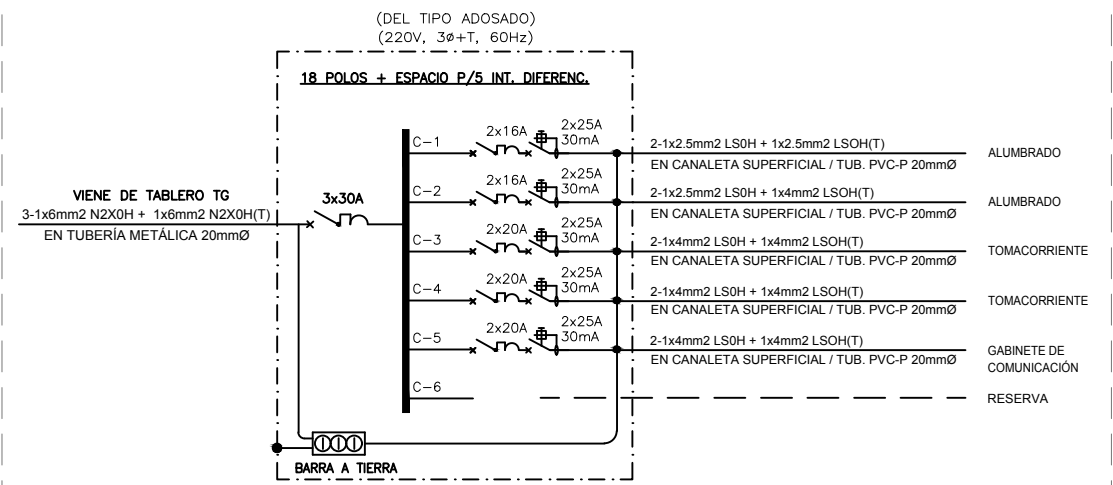 (DEL TIPO ADOSADO)
(220V, 3ø+T, 60Hz)
18 POLOS + ESPACIO P/5 INT. DIFERENC.
VIENE DE TABLERO TG
3-1x6mm2 N2X0H + 1x6mm2 N2X0H(T)
EN TUBERÍA METÁLICA 20mmØ
3x30A
C-1
2x16A
2x25A
30mA
2-1x2.5mm2 LS0H + 1x2.5mm2 LSOH(T)
EN CANALETA SUPERFICIAL / TUB. PVC-P 20mmØ
ALUMBRADO
C-2
2x16A
2x25A
30mA
2-1x2.5mm2 LS0H + 1x4mm2 LSOH(T)
EN CANALETA SUPERFICIAL / TUB. PVC-P 20mmØ
ALUMBRADO
C-3
2x20A
2x25A
30mA
2-1x4mm2 LS0H + 1x4mm2 LSOH(T)
EN CANALETA SUPERFICIAL / TUB. PVC-P 20mmØ
TOMACORRIENTE
C-4
2x20A
2x25A
30mA
2-1x4mm2 LS0H + 1x4mm2 LSOH(T)
EN CANALETA SUPERFICIAL / TUB. PVC-P 20mmØ
TOMACORRIENTE
C-5
2x20A
2x25A
30mA
2-1x4mm2 LS0H + 1x4mm2 LSOH(T)
EN CANALETA SUPERFICIAL / TUB. PVC-P 20mmØ
GABINETE DE
COMUNICACIÓN
C-6
RESERVA
BARRA A TIERRA